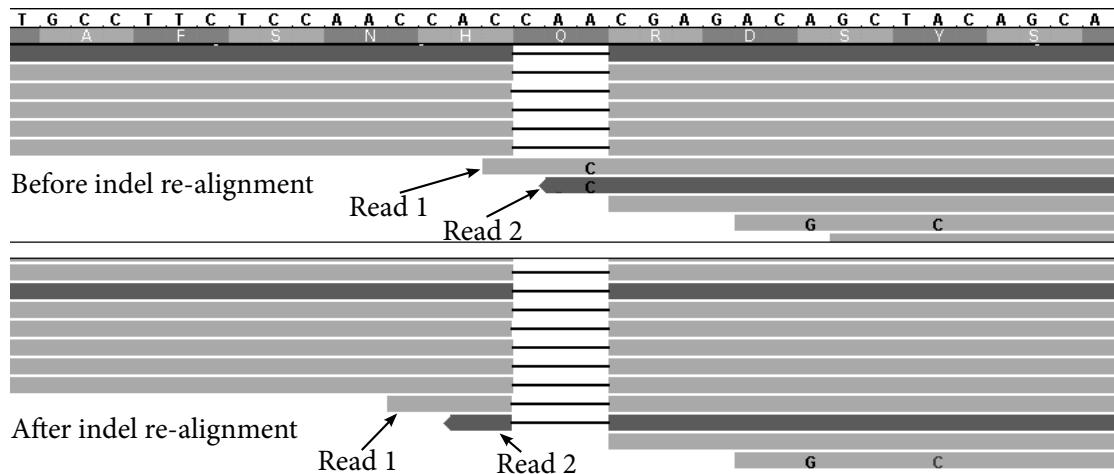 T G C C T T C T C C A A C C A C C A A C G A G A C A G C T A C A G C A
A F S N H Q R D S Y S
C
Before indel re-alignment
Read 1
C
Read 2
G C
After indel re-alignment
Read 1 Read 2
G C